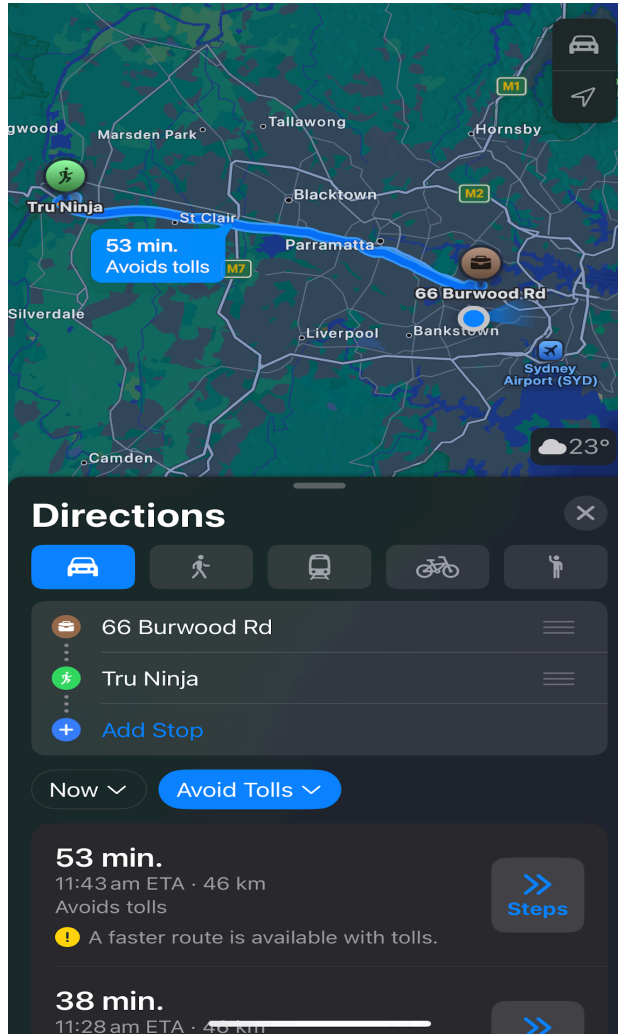 M1
gwood
Marsden Park
Tallawong
Hornsby
Tru Ninja
Blacktown
M2
St Clair
53 min.
Avoids tolls
Parramatta
M7
66 Burwood Rd
Silverdale
Liverpool
Bankstown
Sydney
Airport (SYD)
Camden
23°
Directions
66 Burwood Rd
Tru Ninja
Add Stop
Now
Avoid Tolls
53 min.
11:43 am ETA · 46 km
Avoids tolls
Steps
! A faster route is available with tolls.
38 min.
11:28 am ETA · 46 km